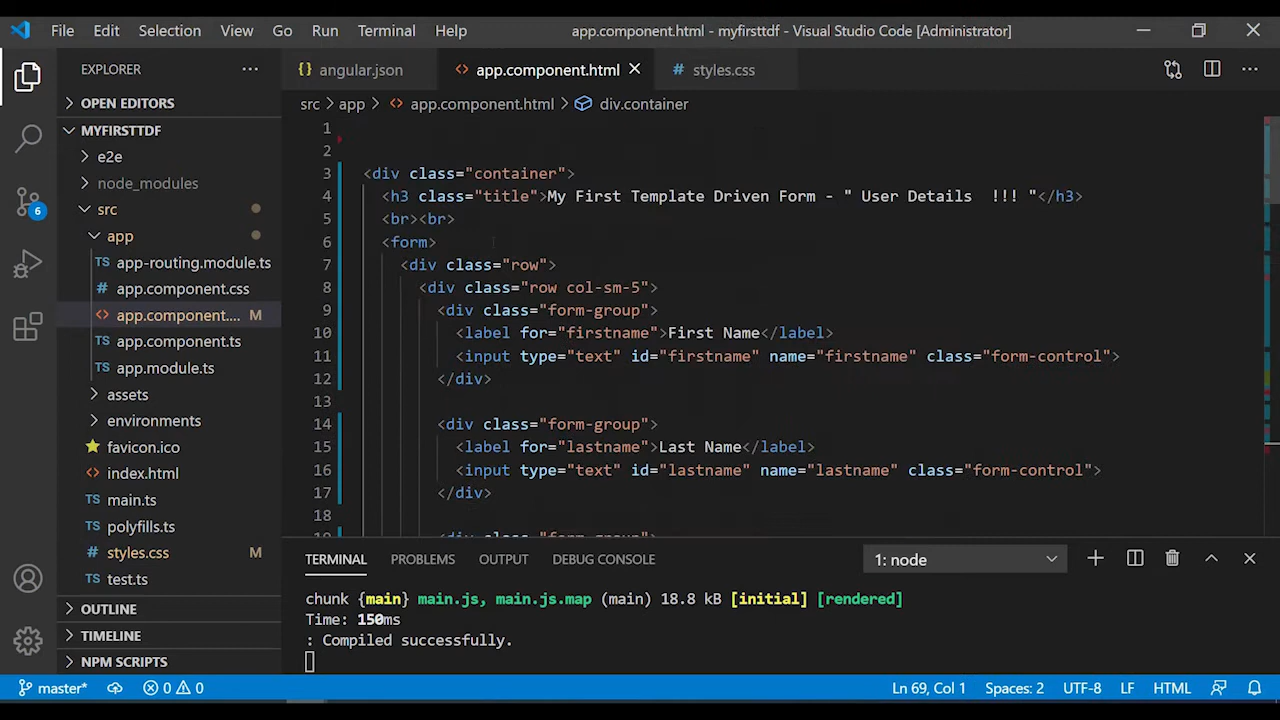 File Edit Selection View Go Run Terminal Help app.component.html - myfirsttdf - Visual Studio Code [Administrator]
EXPLORER
OPEN EDITORS
MYFIRSTTDF
e2e
node_modules
src
app
app-routing.module.ts
app.component.css
app.component.... M
app.component.ts
app.module.ts
assets
environments
favicon.ico
index.html
main.ts
polyfills.ts
styles.css M
test.ts
OUTLINE
TIMELINE
NPM SCRIPTS
6
angular.json app.component.html styles.css
src > app > app.component.html > div.container
1
2
3 <div class="container">
4 <h3 class="title">My First Template Driven Form - " User Details  !!! "</h3>
5 <br><br>
6 <form>
7 <div class="row">
8 <div class="row col-sm-5">
9 <div class="form-group">
10 <label for="firstname">First Name</label>
11 <input type="text" id="firstname" name="firstname" class="form-control">
12 </div>
13
14 <div class="form-group">
15 <label for="lastname">Last Name</label>
16 <input type="text" id="lastname" name="lastname" class="form-control">
17 </div>
18
19 <div class="form-group">
TERMINAL PROBLEMS OUTPUT DEBUG CONSOLE 1: node
chunk {main} main.js, main.js.map (main) 18.8 kB [initial] [rendered]
Time: 150ms
: Compiled successfully.
master* 0 0 Ln 69, Col 1 Spaces: 2 UTF-8 LF HTML